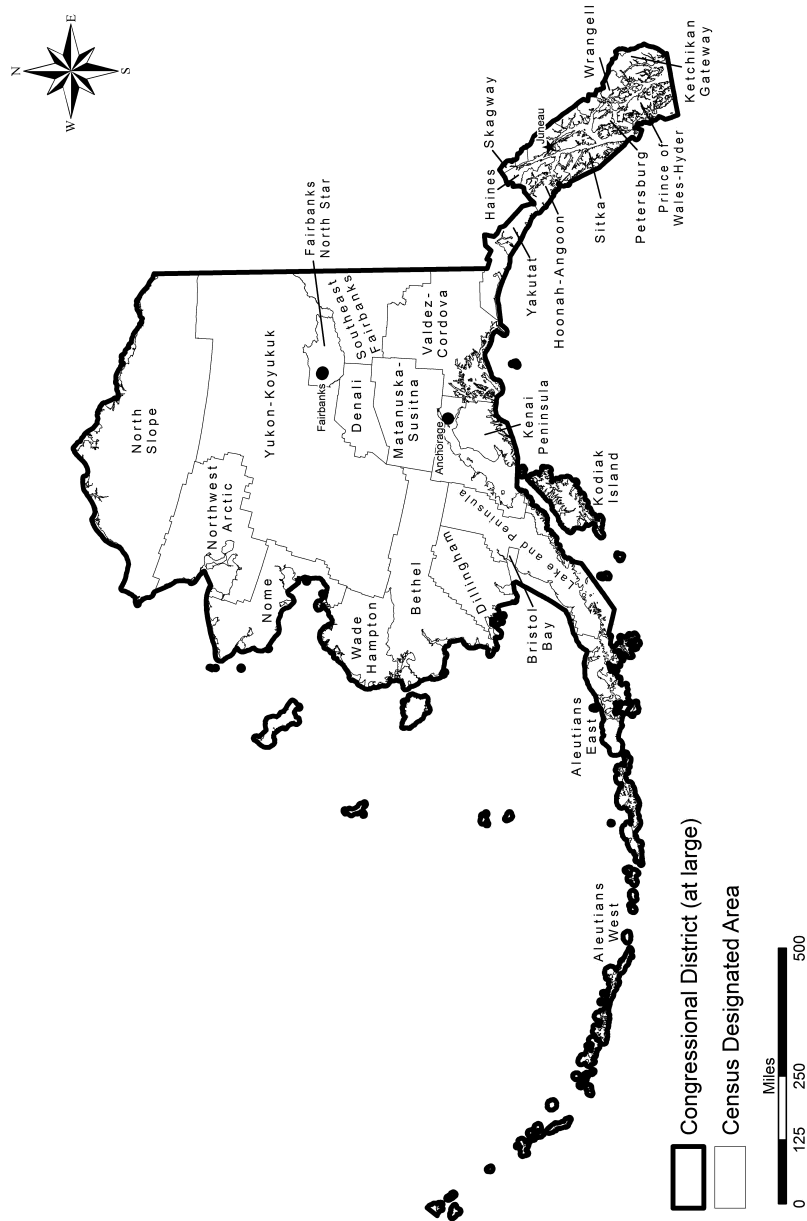 N
W
E
S
North
Slope
Northwest
Arctic
Nome
Yukon-Koyukuk
Fairbanks
North Star
Fairbanks
Southeast
Fairbanks
Denali
Wade
Hampton
Bethel
Matanuska-
Susitna
Valdez-
Cordova
Anchorage
Dillingham
Lake and Peninsula
Bristol
Bay
Kenai
Peninsula
Kodiak
Island
Aleutians
East
Aleutians
West
Yakutat
Haines
Skagway
Juneau
Hoonah-Angoon
Sitka
Petersburg
Wrangell
Prince of
Wales-Hyder
Ketchikan
Gateway
Congressional District (at large)
Census Designated Area
Miles
0 125 250 500